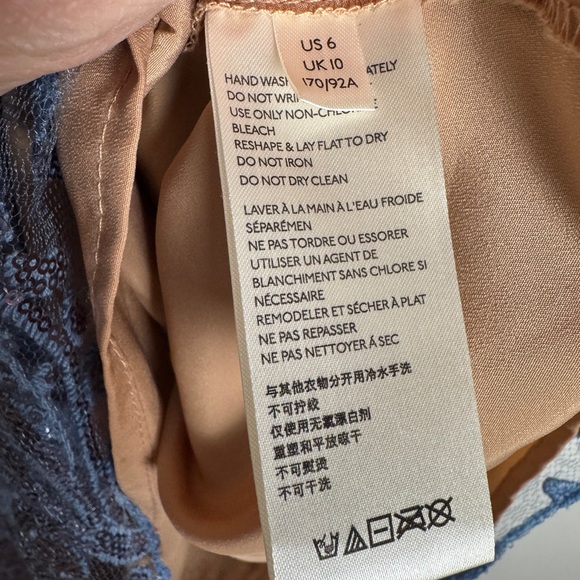 US 6
UK 10
170/92A
HAND WASH
DO NOT
USE ONLY
BLEACH
RESHAPE & LAY FLAT TO DRY
DO NOT IRON
DO NOT DRY CLEAN
LAVER À LA MAIN À L'EAU FROIDE
SÉPARÉMEN
NE PAS TORDRE OU ESSORER
UTILISER UN AGENT DE
BLANCHIMENT SANS CHLORE SI
NÉCESSAIRE
REMODELER ET SÉCHER À PLAT
NE PAS REPASSER
NE PAS NETTOYER À SEC
与其他衣物分开用冷水手洗
不可拧绞
仅使用无氯漂白剂
重塑和平放晾干
不可熨烫
不可干洗